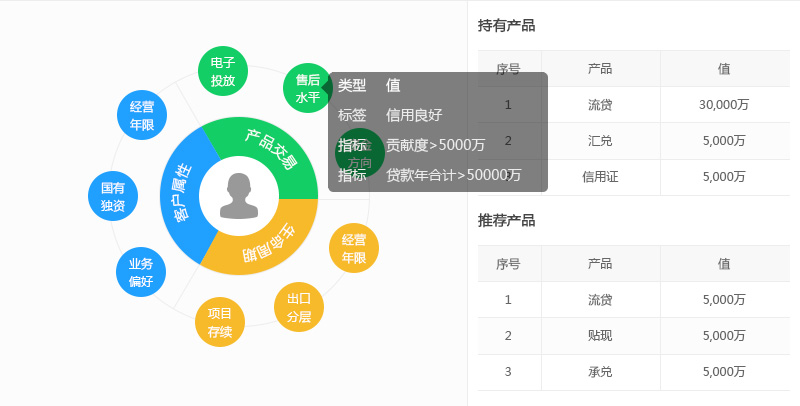 电子
投放
售后
水平
经营
年限
国有
独资
业务
偏好
项目
存续
出口
分层
经营
年限
方向
产品交易
客户属性
生命周期
类型 值
标签 信用良好
指标 贡献度>5000万
指标 贷款年合计>50000万
持有产品
序号 产品 值
1 流贷 30,000万
2 汇兑 5,000万
信用证 5,000万
推荐产品
序号 产品 值
1 流贷 5,000万
2 贴现 5,000万
3 承兑 5,000万